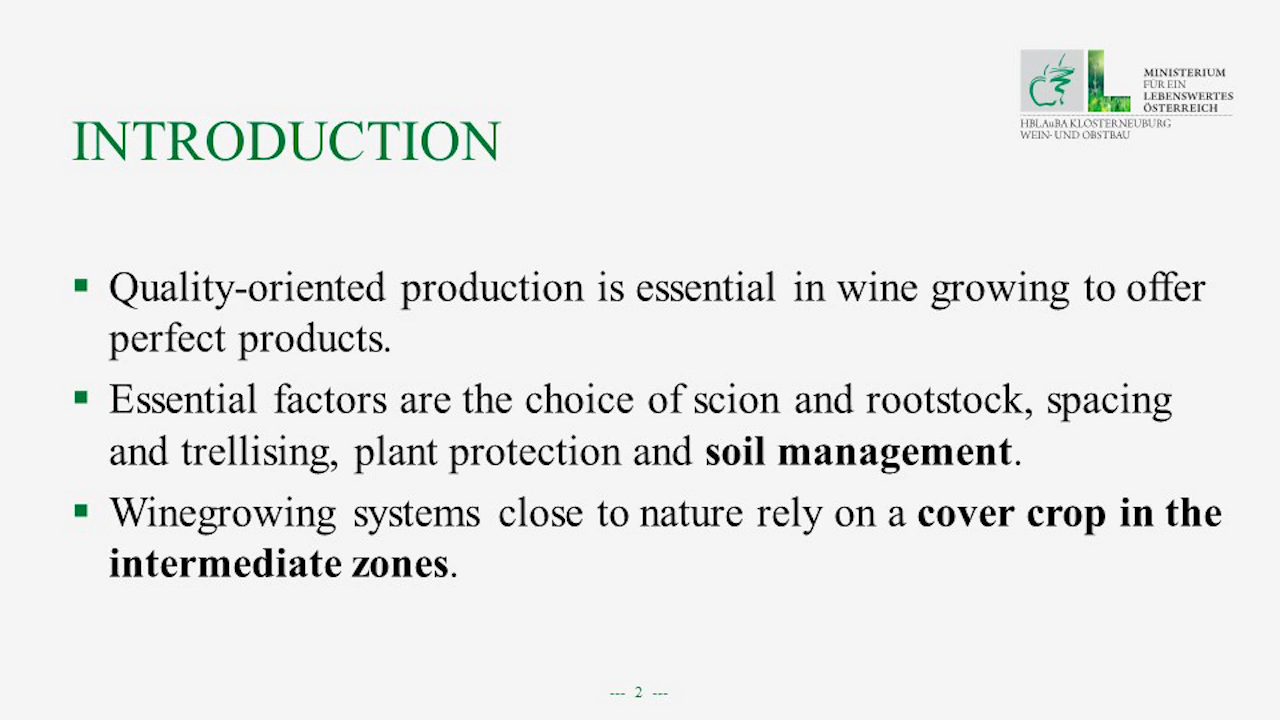 MINISTERIUM
FÜR EIN
LEBENSWERTES
ÖSTERREICH
HBLAuBA KLOSTERNEUBURG
WEIN- UND OBSTBAU
INTRODUCTION
Quality-oriented production is essential in wine growing to offer
perfect products.
Essential factors are the choice of scion and rootstock, spacing
and trellising, plant protection and soil management.
Winegrowing systems close to nature rely on a cover crop in the
intermediate zones.
--- 2 ---